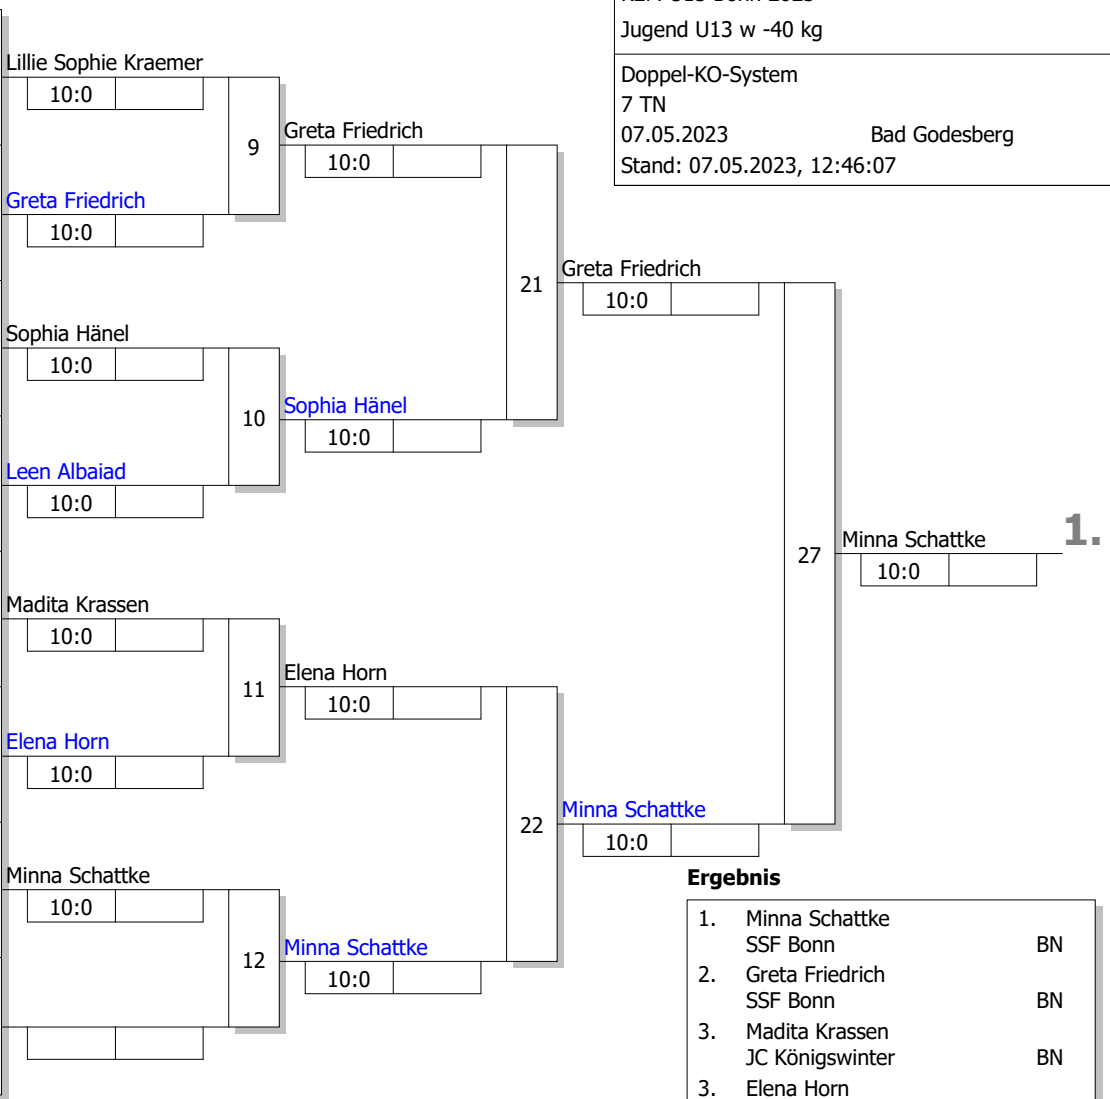 Jugend U13 w -40 kg
Doppel-KO-System
7 TN
07.05.2023 Bad Godesberg
Stand: 07.05.2023, 12:46:07
Lillie Sophie Kraemer
10:0
9
Greta Friedrich
10:0
Greta Friedrich
10:0
21
Greta Friedrich
10:0
Sophia Hänel
10:0
10
Sophia Hänel
10:0
Leen Albaiad
10:0
27
Minna Schattke
10:0
1.
Madita Krassen
10:0
11
Elena Horn
10:0
Elena Horn
10:0
22
Minna Schattke
10:0
Minna Schattke
10:0
12
Minna Schattke
10:0
Ergebnis
1. Minna Schattke
SSF Bonn BN
2. Greta Friedrich
SSF Bonn BN
3. Madita Krassen
JC Königswinter BN
3. Elena Horn